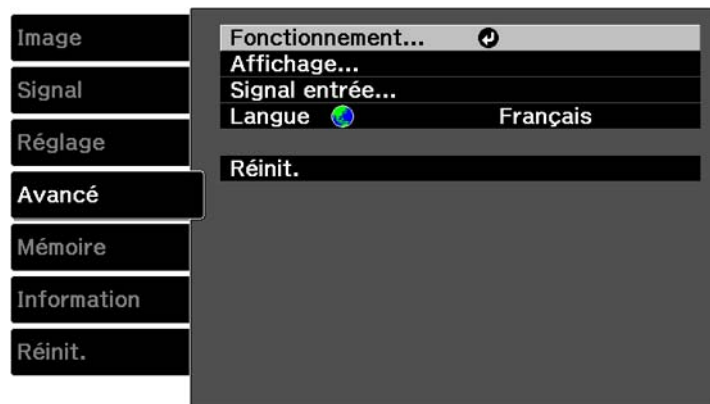 Image
Signal
Réglage
Avancé
Mémoire
Information
Réinit.
Fonctionnement...
Affichage...
Signal entrée...
Langue Français
Réinit.